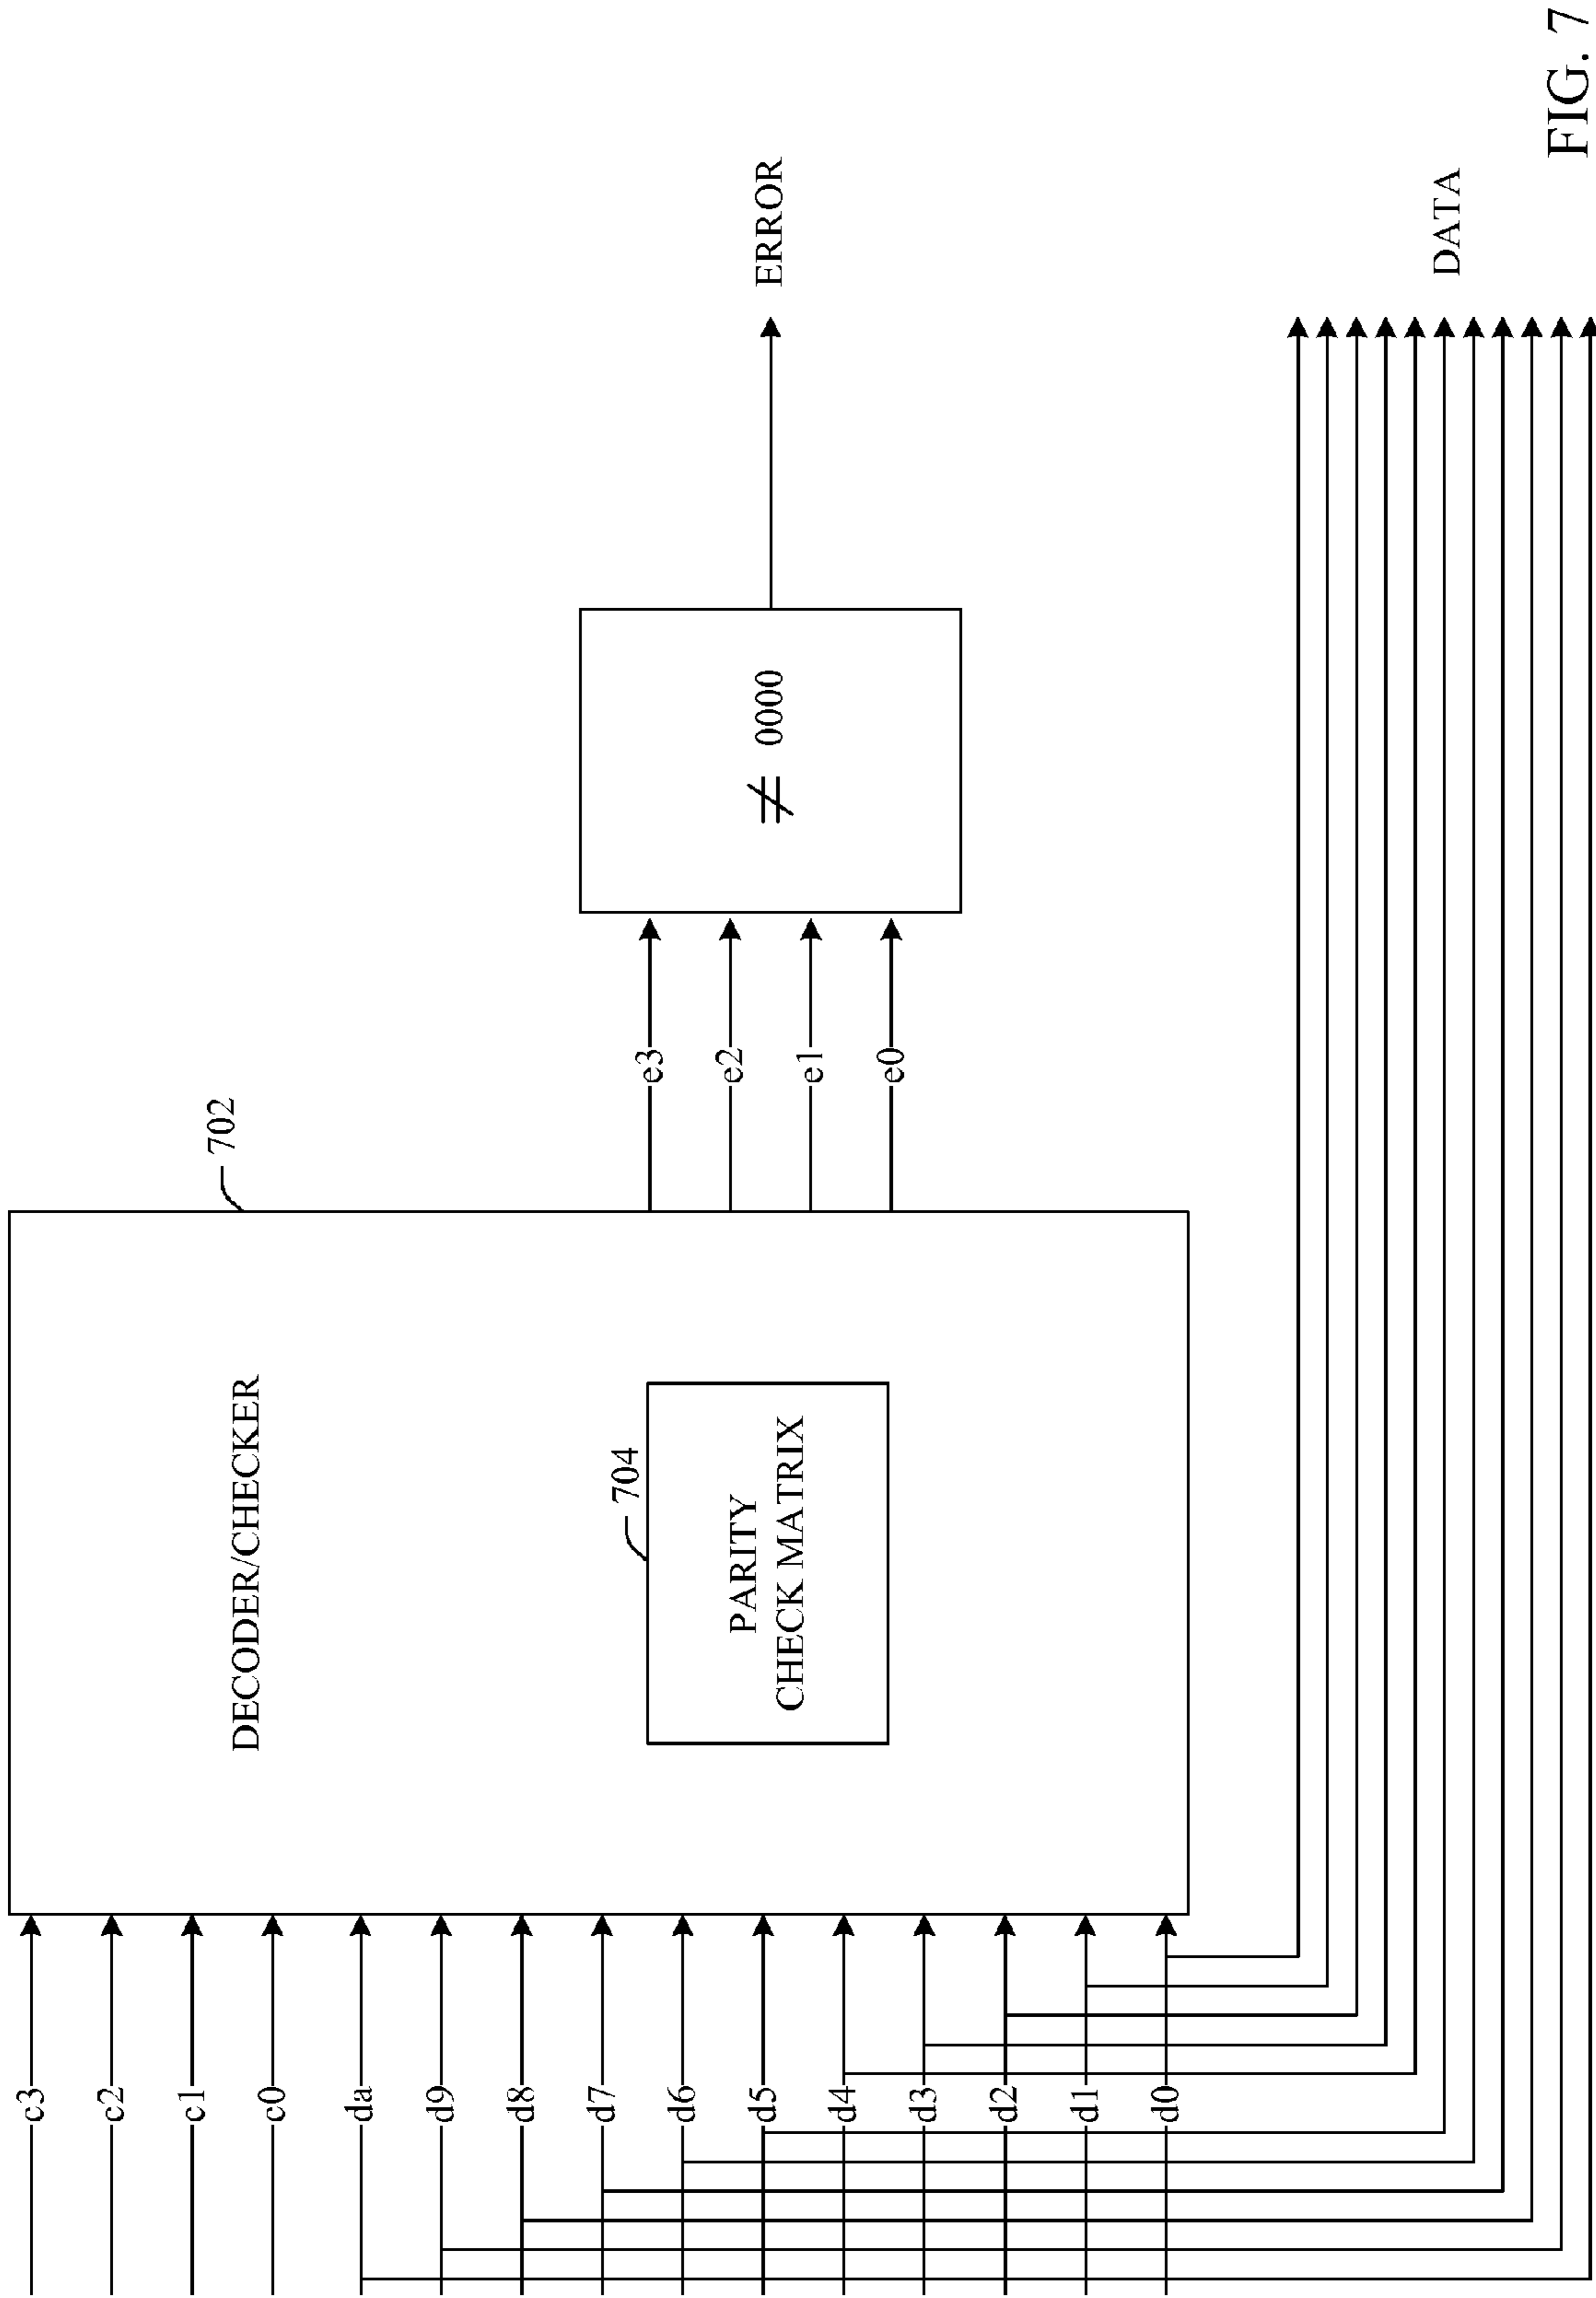 c3
c2
c1
c0
da
d9
d8
d7
d6
d5
d4
d3
d2
d1
d0
DECODER/CHECKER
702
704
PARITY
CHECK MATRIX
e3
e2
e1
e0
≠ 0000
ERROR
DATA
FIG. 7